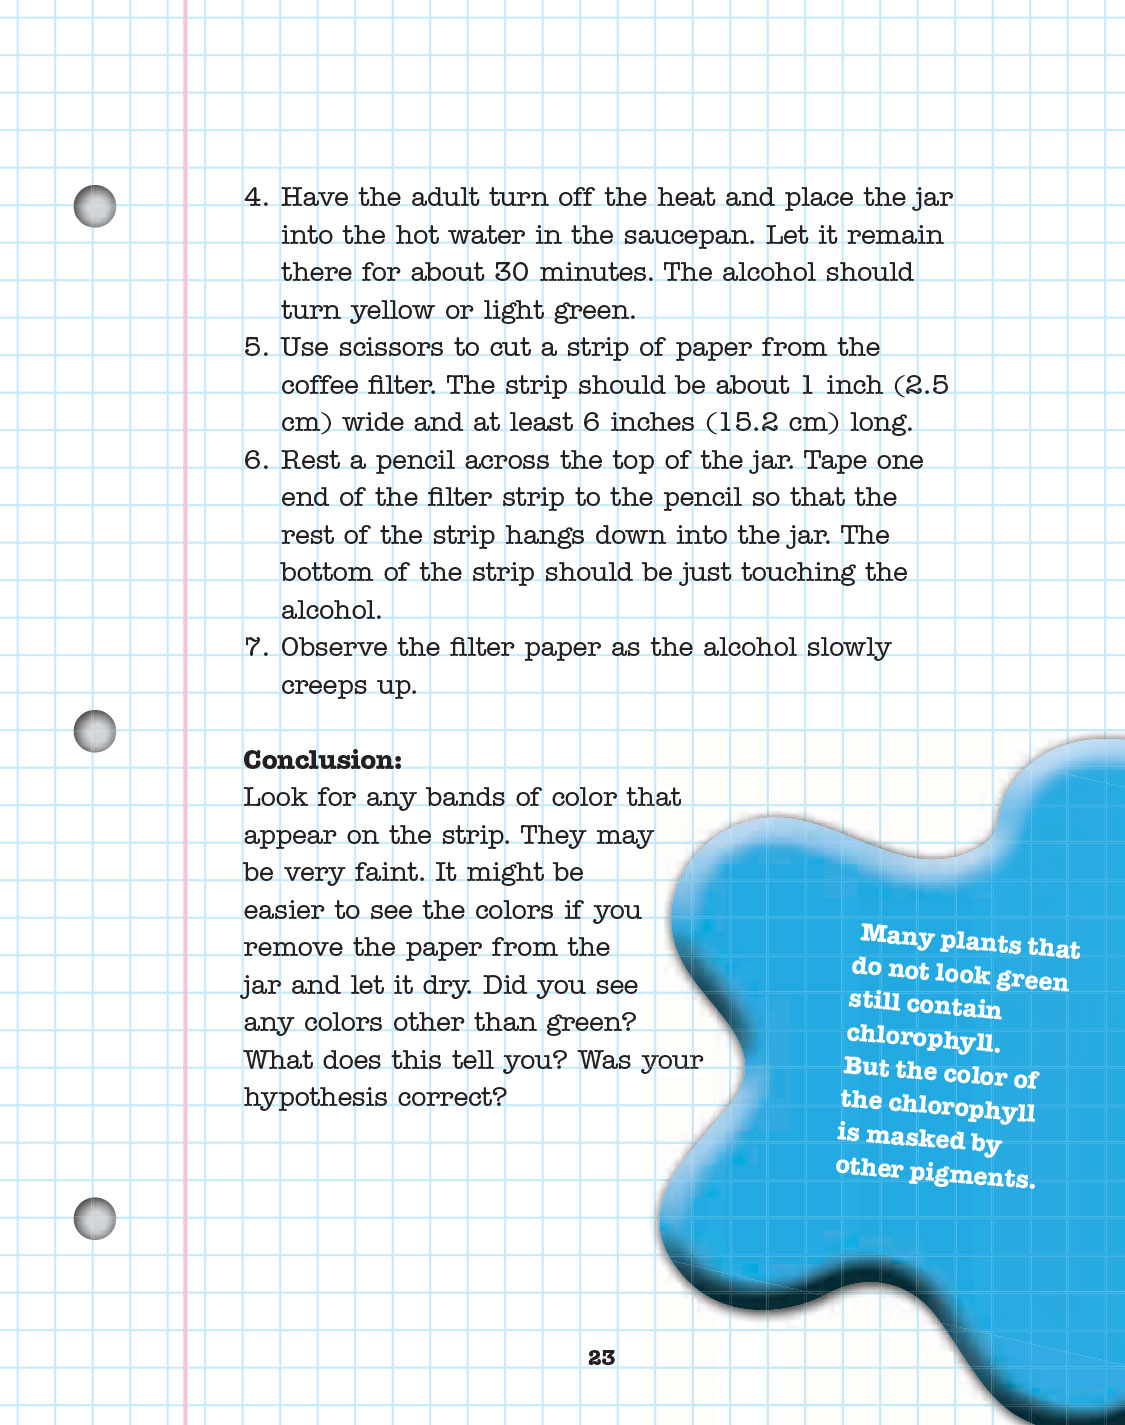 4. Have the adult turn off the heat and place the jar
into the hot water in the saucepan. Let it remain
there for about 30 minutes. The alcohol should
turn yellow or light green.
5. Use scissors to cut a strip of paper from the
coffee filter. The strip should be about 1 inch (2.5
cm) wide and at least 6 inches (15.2 cm) long.
6. Rest a pencil across the top of the jar. Tape one
end of the filter strip to the pencil so that the
rest of the strip hangs down into the jar. The
bottom of the strip should be just touching the
alcohol.
7. Observe the filter paper as the alcohol slowly
creeps up.
Conclusion:
Look for any bands of color that
appear on the strip. They may
be very faint. It might be
easier to see the colors if you
remove the paper from the
jar and let it dry. Did you see
any colors other than green?
What does this tell you? Was your
hypothesis correct?
Many plants that
do not look green
still contain
chlorophyll.
But the color of
the chlorophyll
is masked by
other pigments.
23